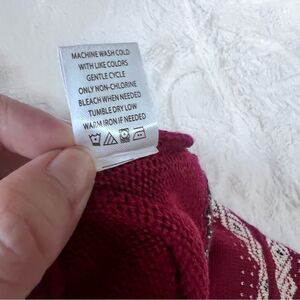 MACHINE WASH COLD
WITH LIKE COLORS
GENTLE CYCLE
ONLY NON-CHLORINE
BLEACH WHEN NEEDED
TUMBLE DRY LOW
WARM IRON IF NEEDED